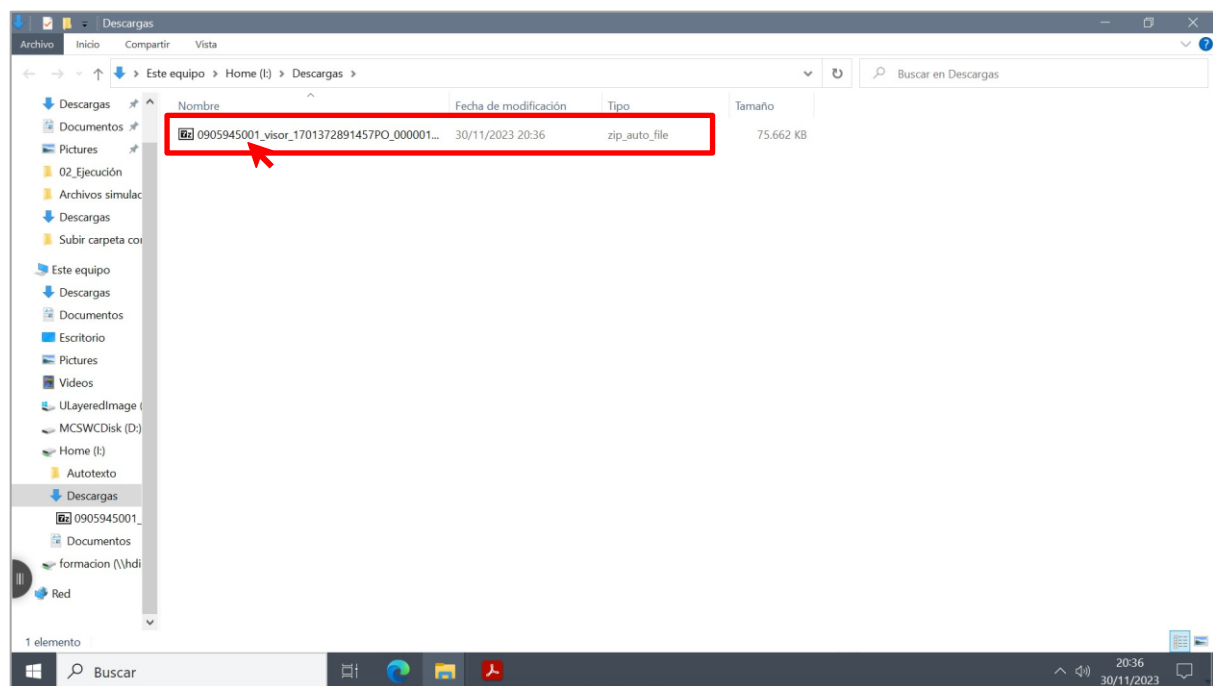 Descargas
Archivo Inicio Compartir Vista
Este equipo > Home (I:) > Descargas >
Buscar en Descargas
Nombre Fecha de modificación Tipo Tamaño
0905945001_visor_1701372891457PO_000001... 30/11/2023 20:36 zip_auto_file 75.662 KB
Descargas
Documentos
Pictures
02_Ejecución
Archivos simulac
Descargas
Subir carpeta con
Este equipo
Descargas
Documentos
Escritorio
Pictures
Videos
ULayeredImage (
MCSWCDisk (D:)
Home (I:)
Autotexto
Descargas
7z 0905945001_
Documentos
formacion (\\hdi
Red
1 elemento
Buscar
20:36
30/11/2023